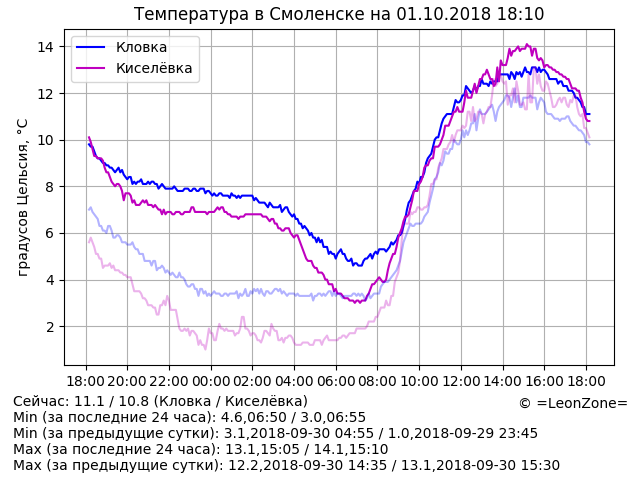 Температура в Смоленске на 01.10.2018 18:10
Кловка
Киселёвка
градусов Цельсия, °C
14
12
10
8
6
4
2
18:00 20:00 22:00 00:00 02:00 04:00 06:00 08:00 10:00 12:00 14:00 16:00 18:00
Сейчас: 11.1 / 10.8 (Кловка / Киселёвка)
© =LeonZone=
Min (за последние 24 часа): 4.6,06:50 / 3.0,06:55
Min (за предыдущие сутки): 3.1,2018-09-30 04:55 / 1.0,2018-09-29 23:45
Max (за последние 24 часа): 13.1,15:05 / 14.1,15:10
Max (за предыдущие сутки): 12.2,2018-09-30 14:35 / 13.1,2018-09-30 15:30